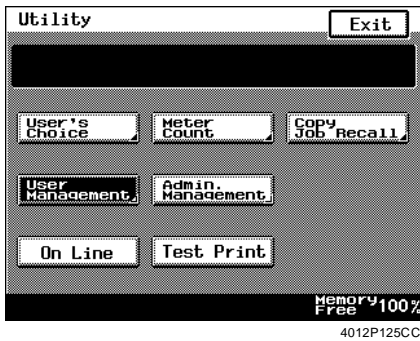 Utility
Exit
User's
Choice
Meter
Count
Copy
Job Recall
User
Management
Admin.
Management
On Line
Test Print
Memory
Free 100%
4012P125CC